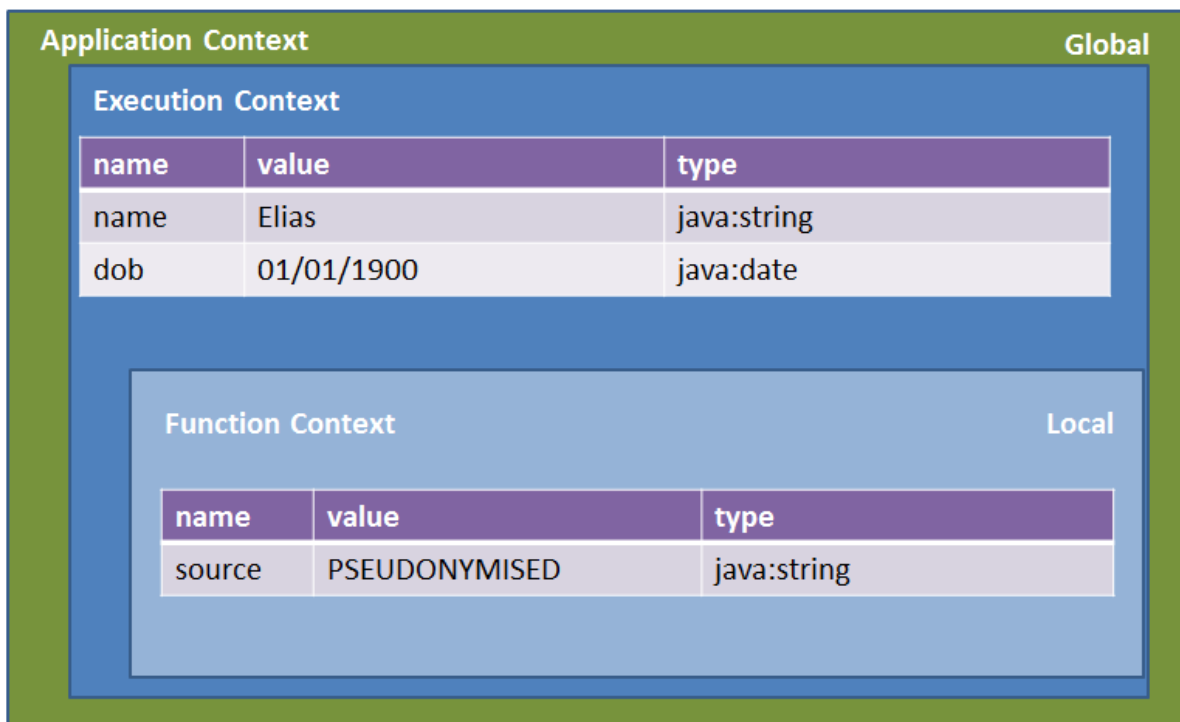 Application Context Global
Execution Context
name value type
name Elias java:string
dob 01/01/1900 java:date
Function Context Local
name value type
source PSEUDONYMISED java:string